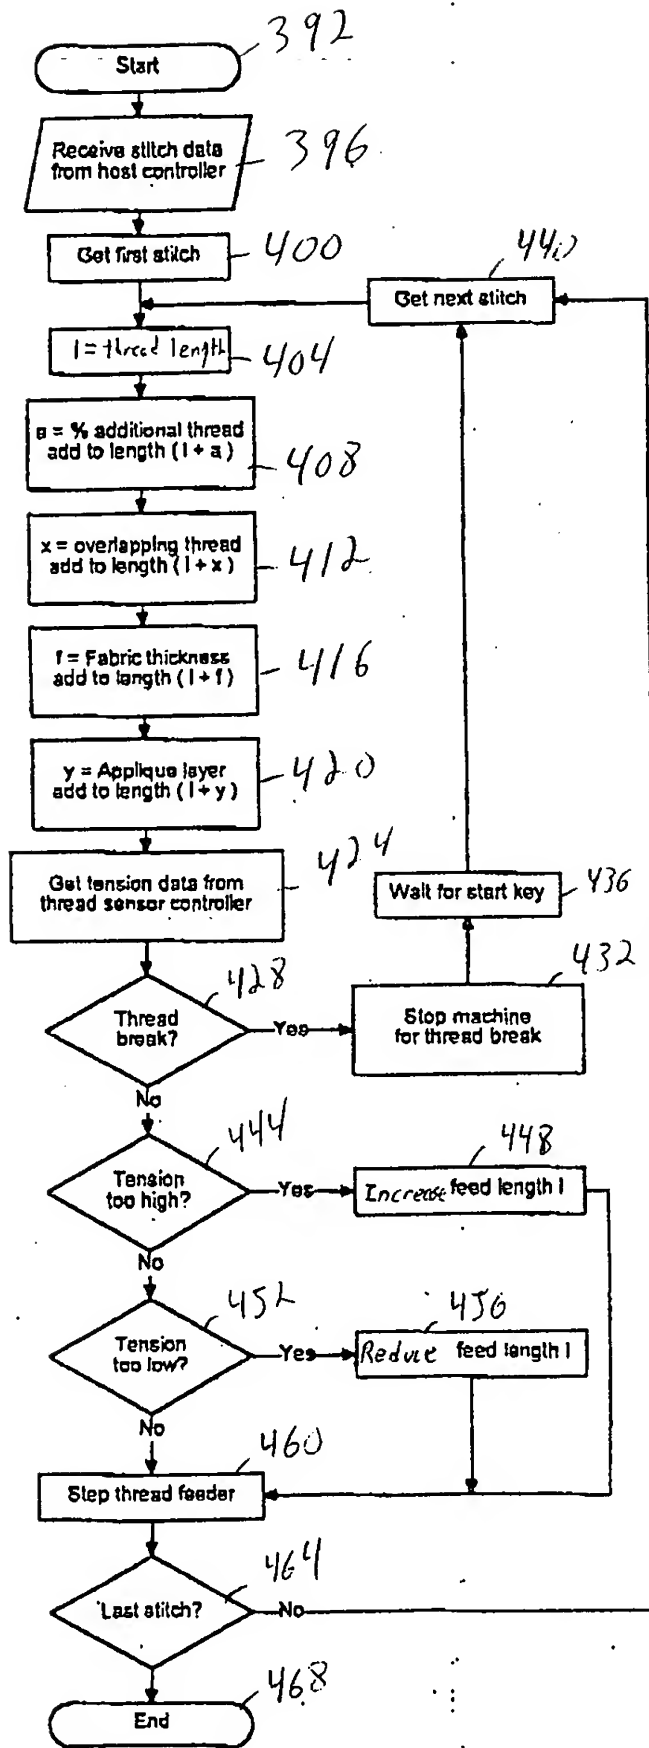 392
Start
Receive stitch data
from host controller
396
Get first stitch
400
440
Get next stitch
l = thread length
404
a = % additional thread
add to length ( l + a )
408
x = overlapping thread
add to length ( l + x )
412
f = Fabric thickness
add to length ( l + f )
416
y = Applique layer
add to length ( l + y )
420
424
Get tension data from
thread sensor controller
Wait for start key
436
432
428
Thread
break?
Yes
Stop machine
for thread break
No
444
Tension
too high?
Yes
448
Increase feed length l
No
452
Tension
too low?
Yes
456
Reduce feed length l
No
460
Step thread feeder
464
Last stitch?
No
468
End